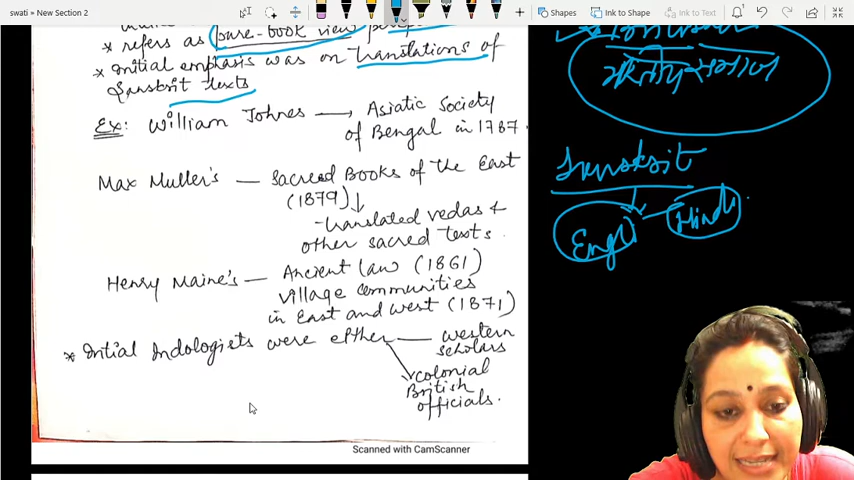 swati » New Section 2
Shapes
Ink to Shape
Ink to Text
* refers as book view
* Initial emphasis was on translations of
Sanskrit texts
Ex: William Johnes → Asiatic Society
of Bengal in 1787.
Max Muller's — Sacred Books of the East
(1879)
- translated vedas +
other sacred texts.
Henry Maine's — Ancient law (1861)
village communities
in East and west (1871)
* Initial Indologists were either — western
scholars
colonial
British
officials.
Scanned with CamScanner
Sanskrit
Engli
Hindi